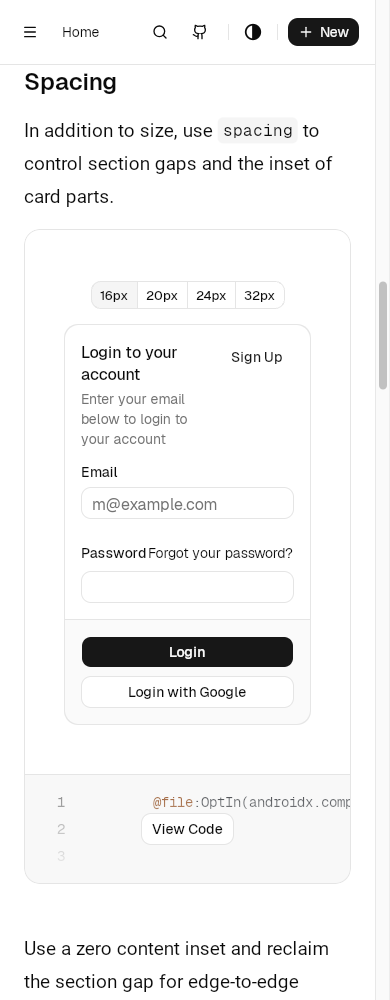 Home
New
Spacing
In addition to size, use spacing to
control section gaps and the inset of
card parts.
16px 20px 24px 32px
Login to your
account
Sign Up
Enter your email
below to login to
your account
Email
m@example.com
Password Forgot your password?
Login
Login with Google
1 @file:OptIn(androidx.comp
2
View Code
3
Use a zero content inset and reclaim
the section gap for edge-to-edge